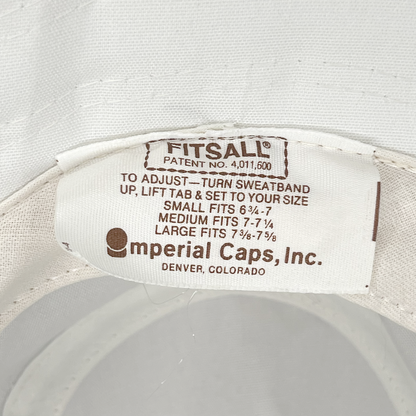 FITSALL®
PATENT NO. 4,011,600
TO ADJUST—TURN SWEATBAND
UP, LIFT TAB & SET TO YOUR SIZE
SMALL FITS 6¾-7
MEDIUM FITS 7-7¼
LARGE FITS 7⅜-7⅝
Imperial Caps, Inc.
DENVER, COLORADO